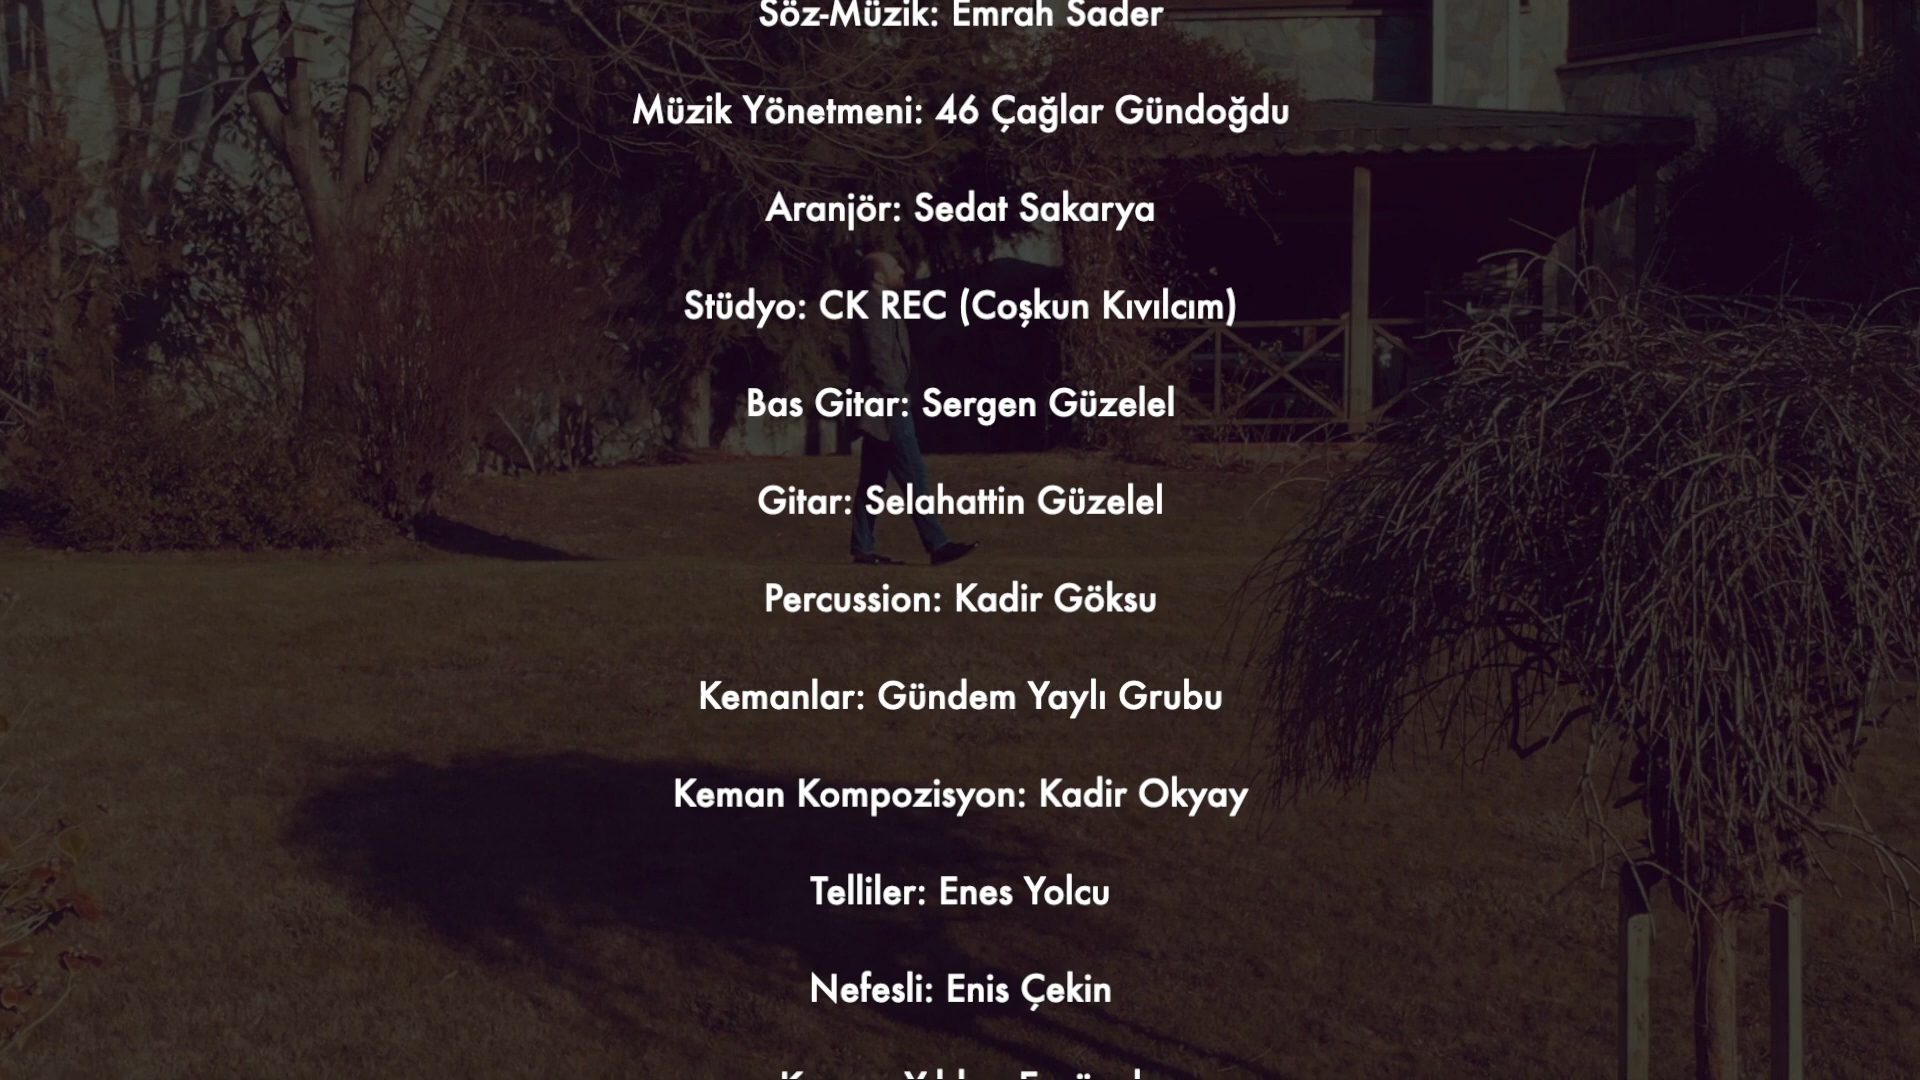 Söz-Müzik: Emrah Sader
Müzik Yönetmeni: 46 Çağlar Gündoğdu
Aranjör: Sedat Sakarya
Stüdyo: CK REC (Coşkun Kıvılcım)
Bas Gitar: Sergen Güzelel
Gitar: Selahattin Güzelel
Percussion: Kadir Göksu
Kemanlar: Gündem Yaylı Grubu
Keman Kompozisyon: Kadir Okyay
Telliler: Enes Yolcu
Nefesli: Enis Çekin